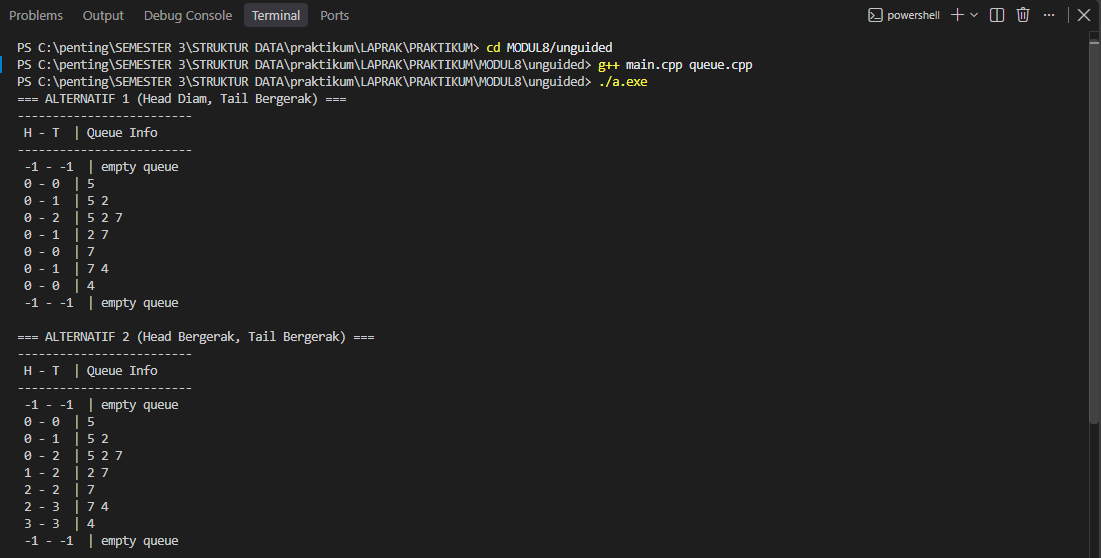 Problems Output Debug Console Terminal Ports powershell
PS C:\penting\SEMESTER 3\STRUKTUR DATA\praktikum\LAPRAK\PRAKTIKUM> cd MODUL8/unguided
PS C:\penting\SEMESTER 3\STRUKTUR DATA\praktikum\LAPRAK\PRAKTIKUM\MODUL8\unguided> g++ main.cpp queue.cpp
PS C:\penting\SEMESTER 3\STRUKTUR DATA\praktikum\LAPRAK\PRAKTIKUM\MODUL8\unguided> ./a.exe
=== ALTERNATIF 1 (Head Diam, Tail Bergerak) ===
-------------------------
 H - T  | Queue Info
-------------------------
 -1 - -1  | empty queue
 0 - 0  | 5
 0 - 1  | 5 2
 0 - 2  | 5 2 7
 0 - 1  | 2 7
 0 - 0  | 7
 0 - 1  | 7 4
 0 - 0  | 4
 -1 - -1  | empty queue

=== ALTERNATIF 2 (Head Bergerak, Tail Bergerak) ===
-------------------------
 H - T  | Queue Info
-------------------------
 -1 - -1  | empty queue
 0 - 0  | 5
 0 - 1  | 5 2
 0 - 2  | 5 2 7
 1 - 2  | 2 7
 2 - 2  | 7
 2 - 3  | 7 4
 3 - 3  | 4
 -1 - -1  | empty queue